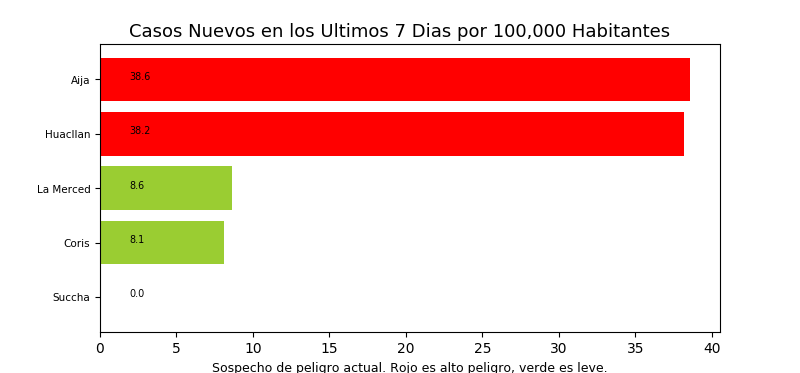 Casos Nuevos en los Ultimos 7 Dias por 100,000 Habitantes
Aija 38.6
Huacllan 38.2
La Merced 8.6
Coris 8.1
Succha 0.0
0 5 10 15 20 25 30 35 40
Sospecho de peligro actual. Rojo es alto peligro, verde es leve.